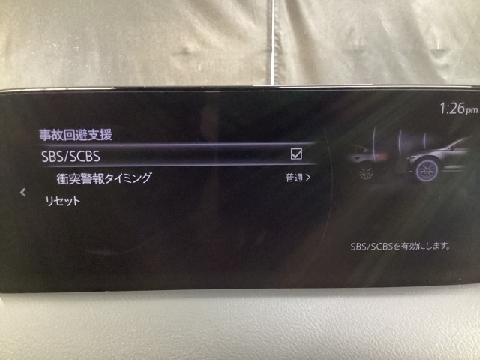 1:26pm
事故回避支援
SBS/SCBS
衝突警報タイミング 普通 >
リセット
SBS/SCBSを有効にします。